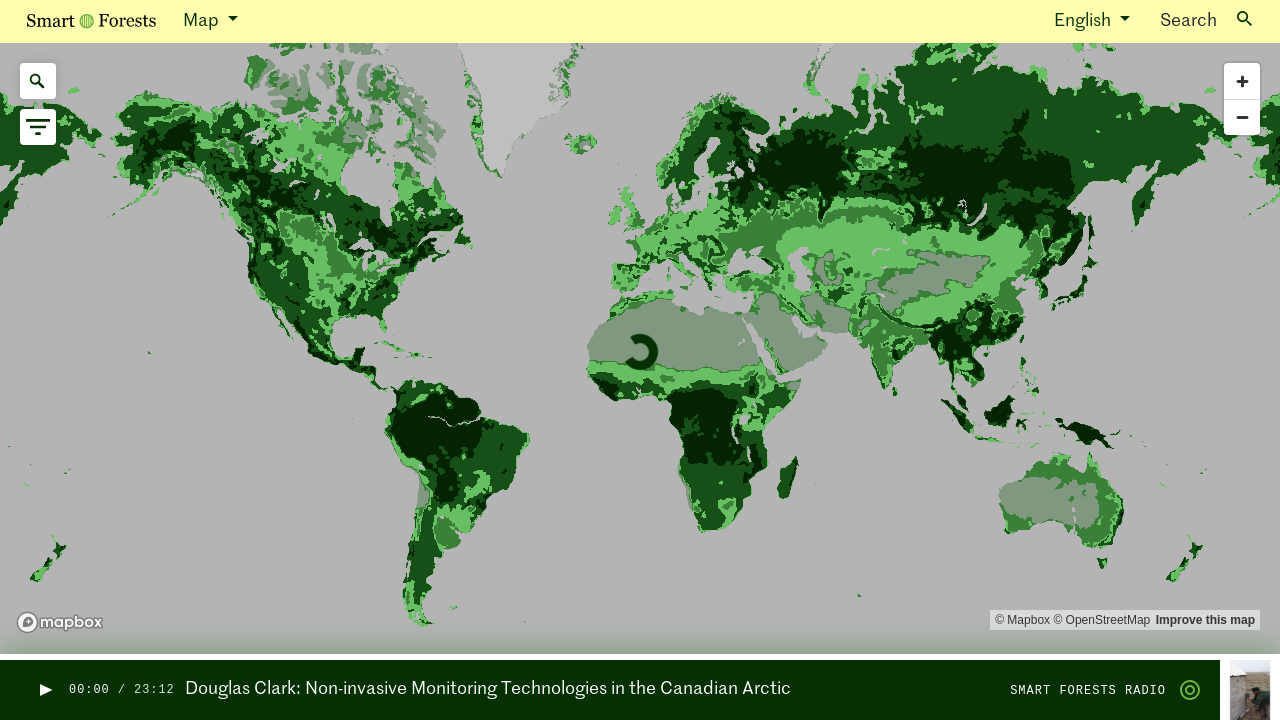 Smart Forests
Map
English
Search
mapbox
© Mapbox © OpenStreetMap Improve this map
00:00 / 23:12
Douglas Clark: Non-invasive Monitoring Technologies in the Canadian Arctic
SMART FORESTS RADIO